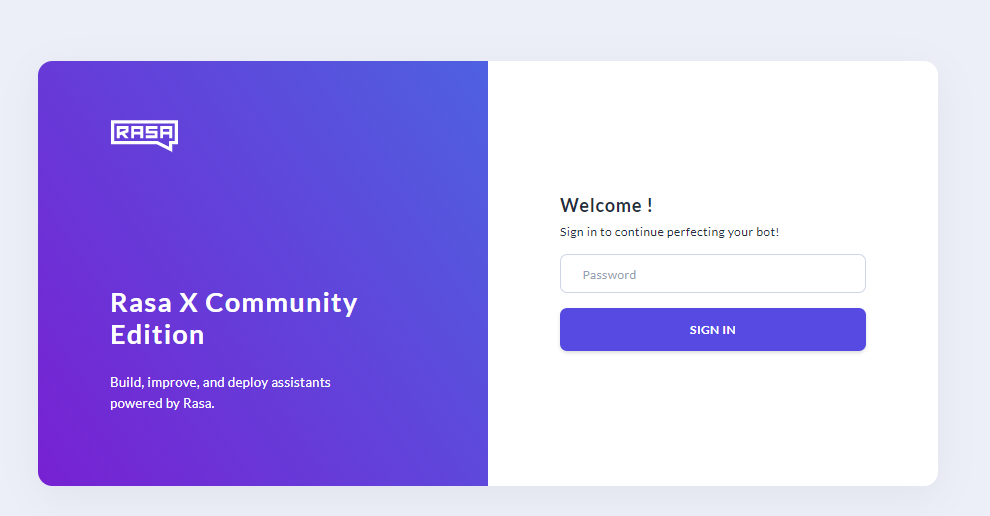 RASA
Rasa X Community
Edition
Build, improve, and deploy assistants
powered by Rasa.
Welcome !
Sign in to continue perfecting your bot!
Password
SIGN IN